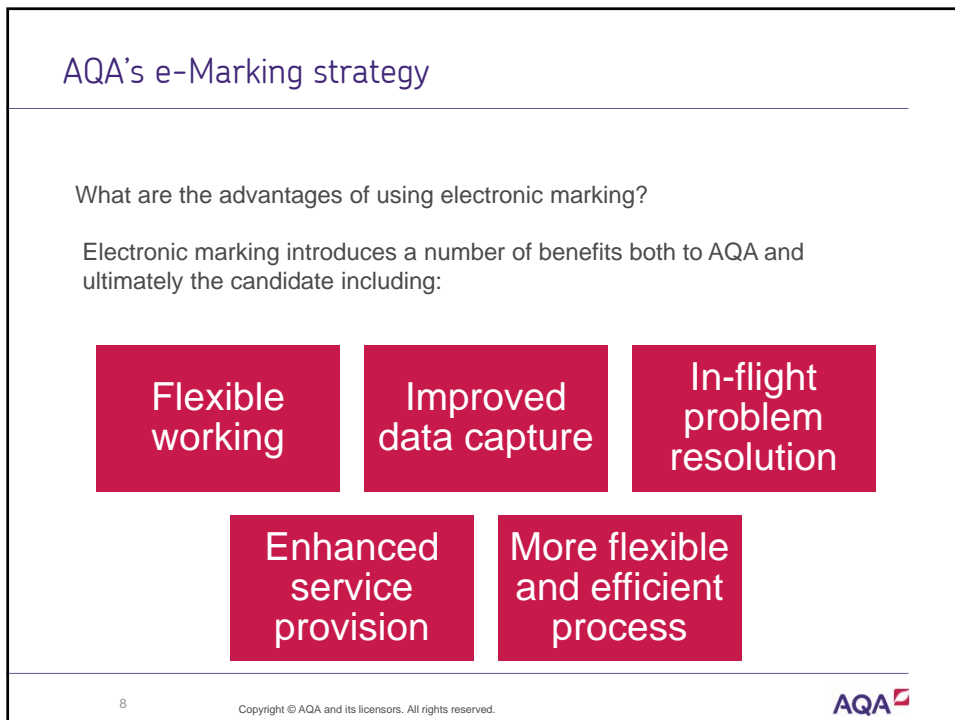 AQA's e-Marking strategy
What are the advantages of using electronic marking?
Electronic marking introduces a number of benefits both to AQA and
ultimately the candidate including:
Flexible
working
Improved
data capture
In-flight
problem
resolution
Enhanced
service
provision
More flexible
and efficient
process
8
Copyright © AQA and its licensors. All rights reserved.
AQA